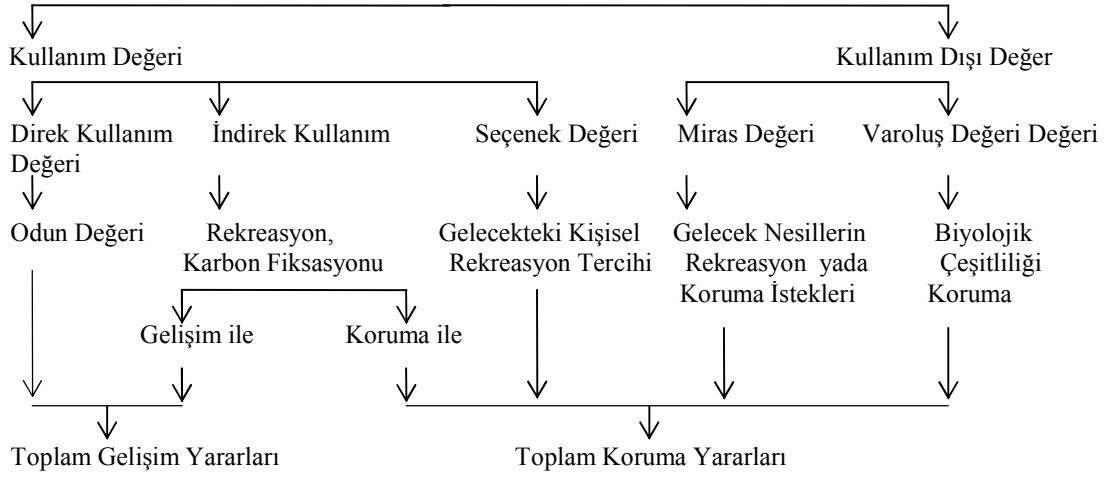 Kullanım Değeri Kullanım Dışı Değer
Direk Kullanım İndirek Kullanım Seçenek Değeri Miras Değeri Varoluş Değeri Değeri
Değeri
Odun Değeri Rekreasyon, Gelecekteki Kişisel Gelecek Nesillerin Biyolojik
Karbon Fiksasyonu Rekreasyon Tercihi Rekreasyon yada Çeşitliliği
Koruma İstekleri Koruma
Gelişim ile Koruma ile
Toplam Gelişim Yararları Toplam Koruma Yararları